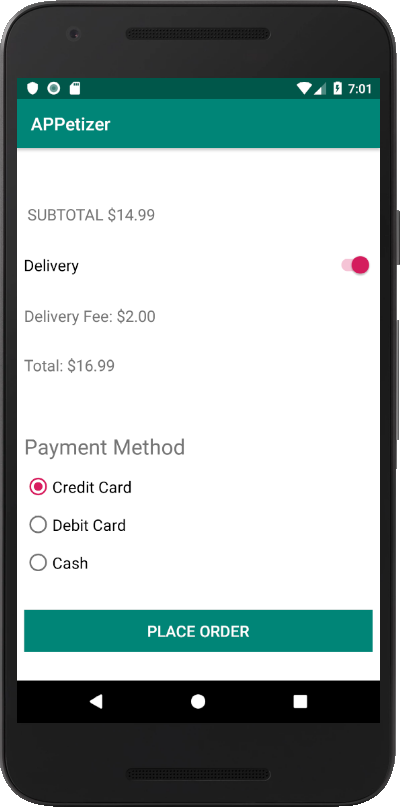 7:01
APPetizer
SUBTOTAL $14.99
Delivery
Delivery Fee: $2.00
Total: $16.99
Payment Method
Credit Card
Debit Card
Cash
PLACE ORDER